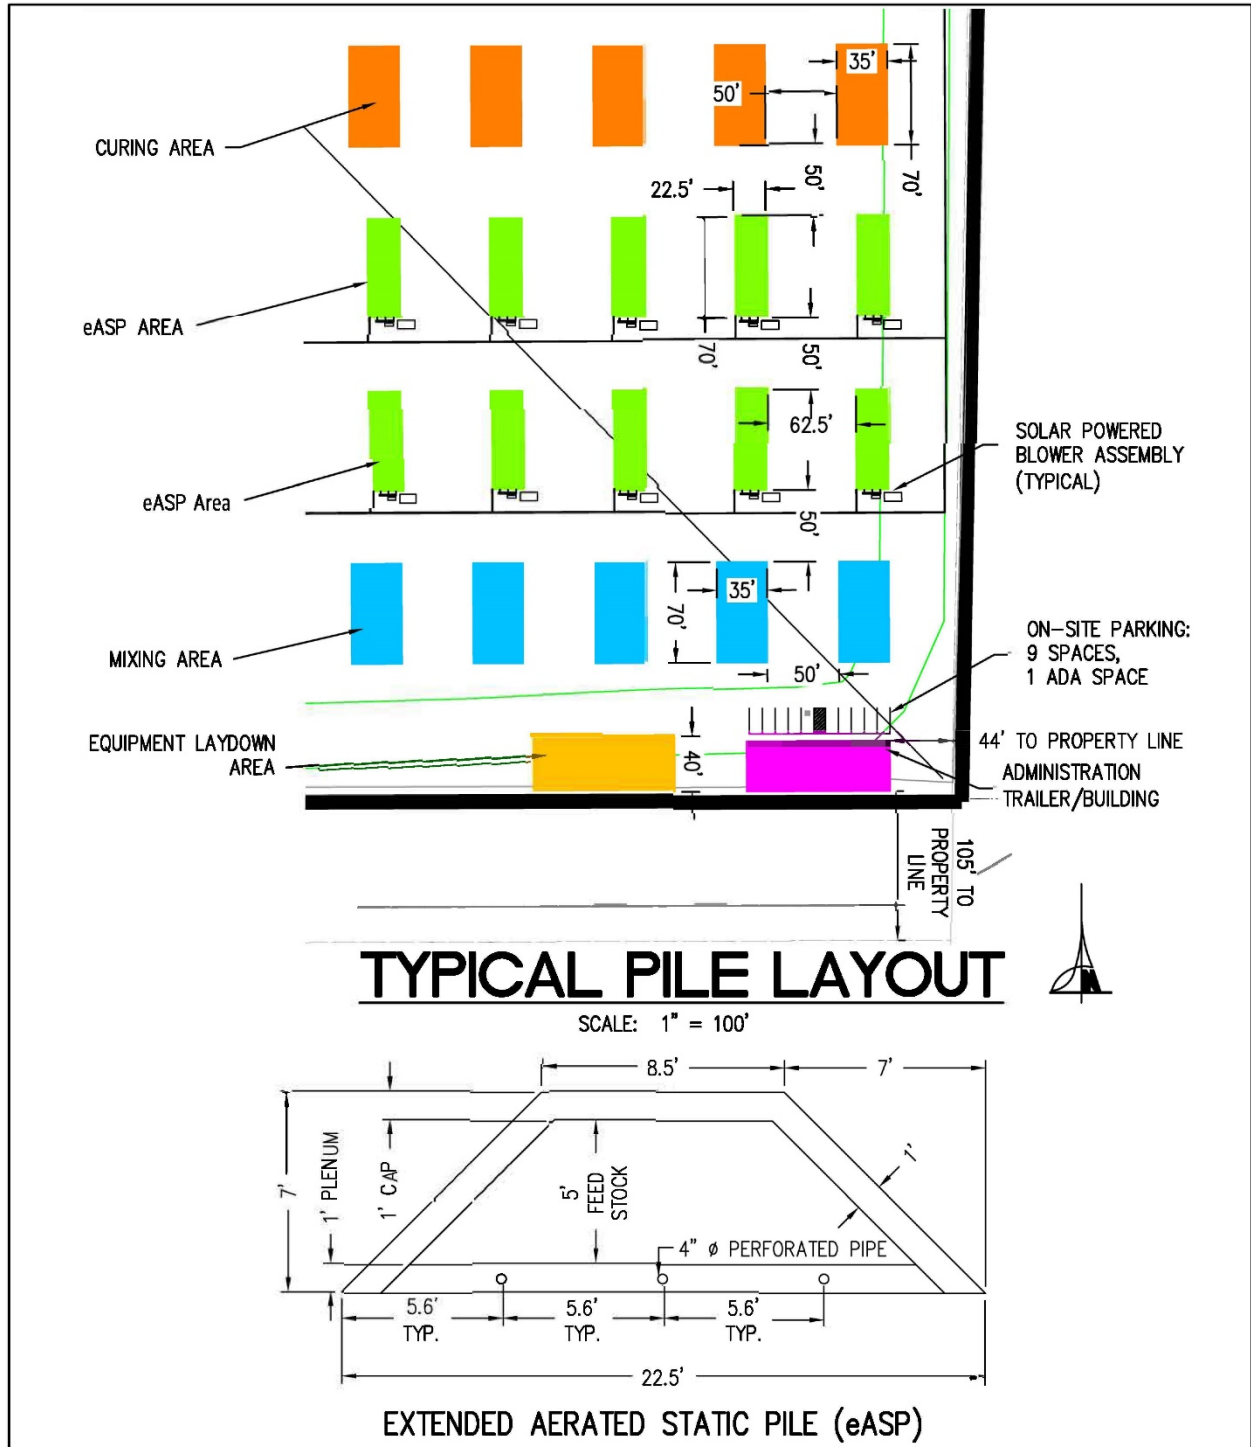 35'
50'
CURING AREA
50'
70'
22.5'
eASP AREA
70'
50'
62.5'
SOLAR POWERED
BLOWER ASSEMBLY
(TYPICAL)
eASP Area
50'
35'
70'
ON-SITE PARKING:
9 SPACES,
1 ADA SPACE
MIXING AREA
50'
EQUIPMENT LAYDOWN
AREA
40'
44' TO PROPERTY LINE
ADMINISTRATION
TRAILER/BUILDING
105' TO
PROPERTY
LINE
N
TYPICAL PILE LAYOUT
SCALE: 1" = 100'
8.5'
7'
7'
1' PLENUM
1' CAP
5'
FEED
STOCK
1'
4" ø PERFORATED PIPE
5.6'
TYP.
5.6'
TYP.
5.6'
TYP.
22.5'
EXTENDED AERATED STATIC PILE (eASP)